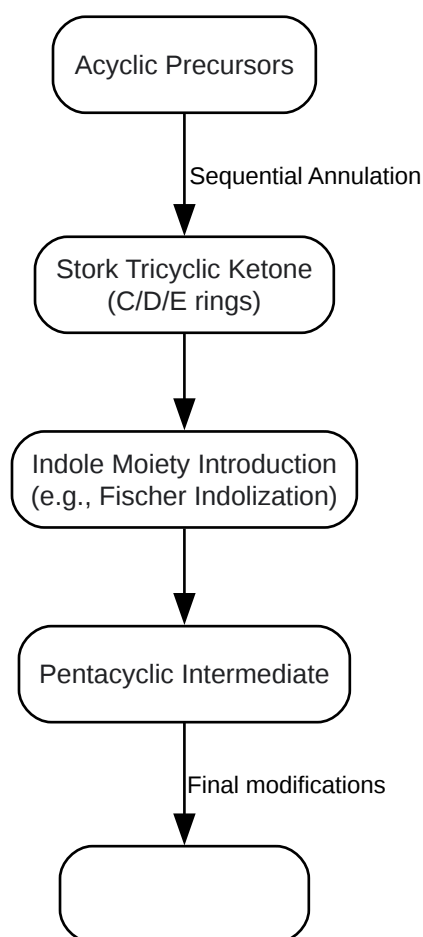 Acyclic Precursors
Sequential Annulation
Stork Tricyclic Ketone
(C/D/E rings)
Indole Moiety Introduction
(e.g., Fischer Indolization)
Pentacyclic Intermediate
Final modifications